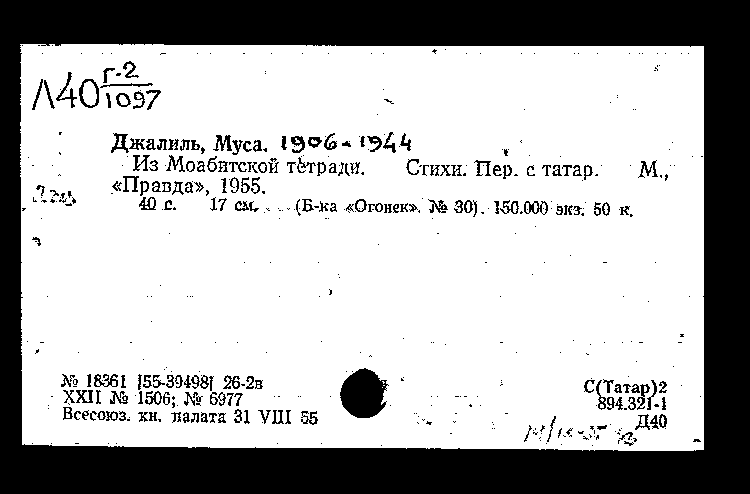 Л40 Г-2/1097
Джалиль, Муса. 1906-1944
Из Моабитской тетради. Стихи. Пер. с татар. М.,
«Правда», 1955.
40 с. 17 см. (Б-ка «Огонек». № 30). 150.000 экз. 50 к.
№ 18361 [55-39498] 26-2в
XXII № 1506; № 6977
Всесоюз. кн. палата 31 VIII 55
С(Татар)2
894.321-1
Д40